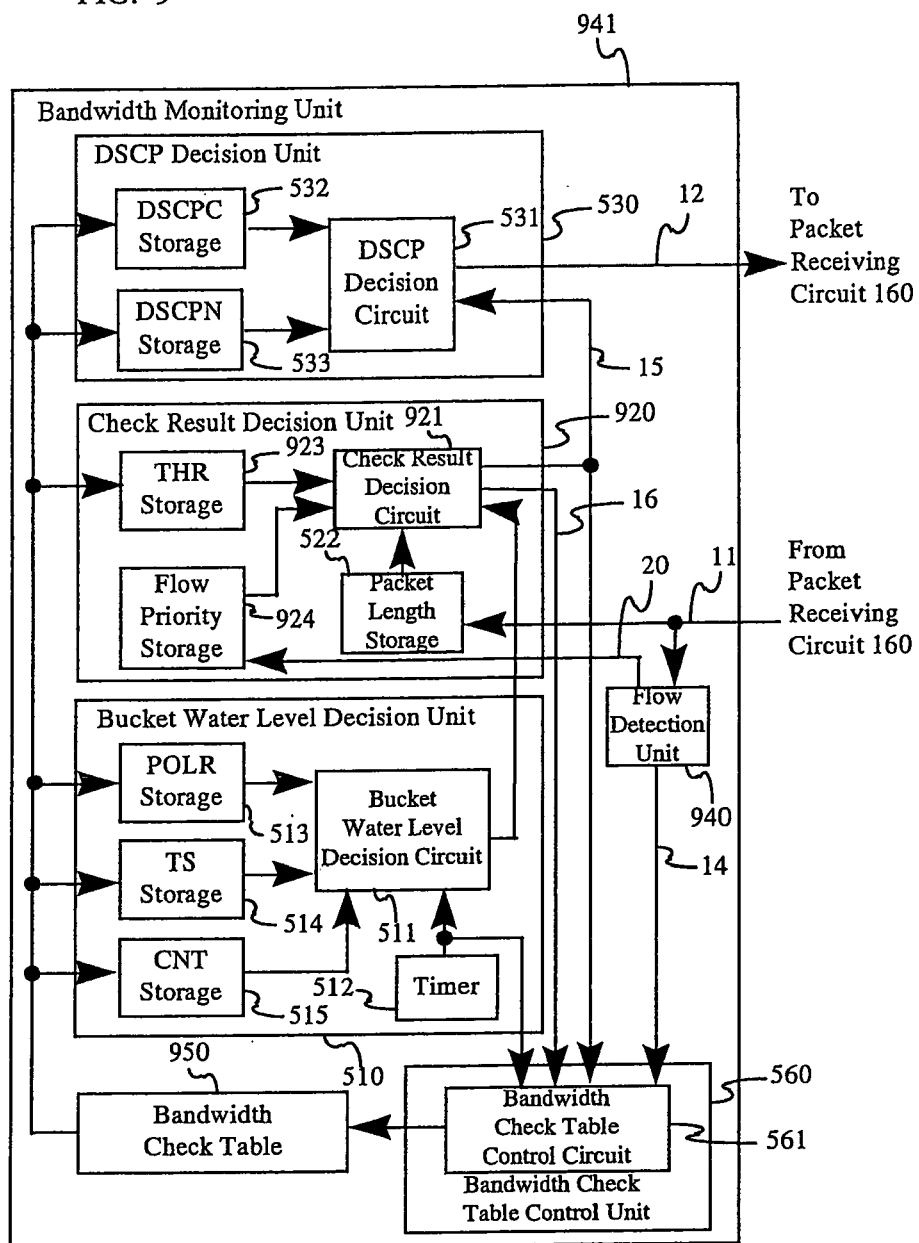 FIG. 9
941
Bandwidth Monitoring Unit
DSCP Decision Unit
532
DSCPC
Storage
531
530
12
To
Packet
Receiving
Circuit 160
DSCP
Decision
Circuit
DSCPN
Storage
533
15
Check Result Decision Unit
921
920
923
THR
Storage
Check Result
Decision
Circuit
16
522
Flow
Priority
Storage
924
Packet
Length
Storage
20
11
From
Packet
Receiving
Circuit 160
Flow
Detection
Unit
940
Bucket Water Level Decision Unit
POLR
Storage
513
Bucket
Water Level
Decision Circuit
14
TS
Storage
514
511
CNT
Storage
515
512
Timer
950
510
560
Bandwidth
Check Table
Bandwidth
Check Table
Control Circuit
561
Bandwidth Check
Table Control Unit